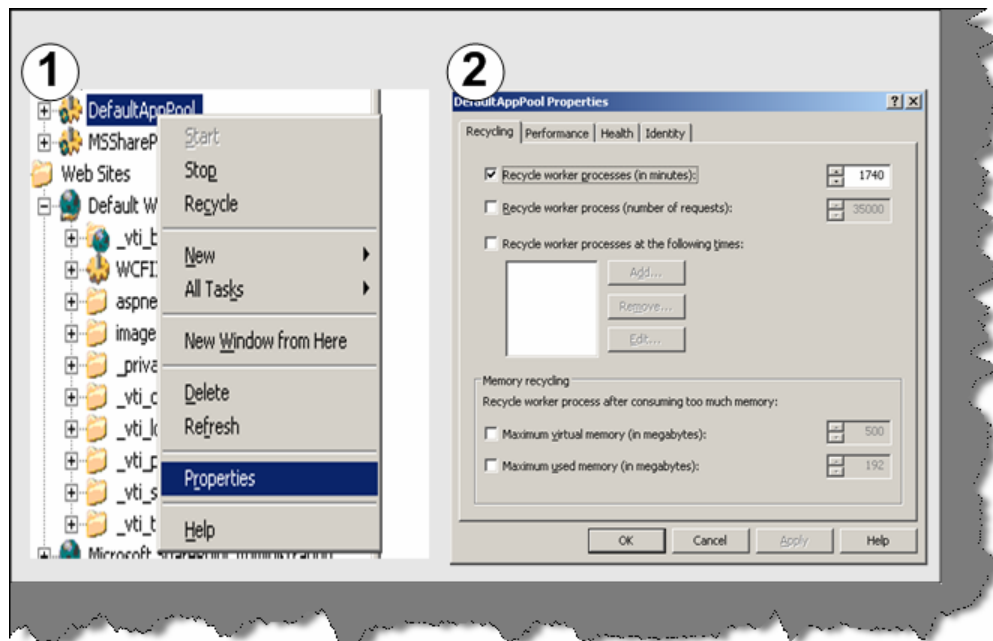 1
DefaultAppPool
MSShareP
Web Sites
Default W
_vti_b
WCFI
aspne
image
_priva
_vti_c
_vti_lo
_vti_p
_vti_s
_vti_t
Microsoft SharePoint Administration
Start
Stop
Recycle
New
All Tasks
New Window from Here
Delete
Refresh
Properties
Help
2
DefaultAppPool Properties
Recycling Performance Health Identity
Recycle worker processes (in minutes): 1740
Recycle worker process (number of requests): 35000
Recycle worker processes at the following times:
Add...
Remove...
Edit...
Memory recycling
Recycle worker process after consuming too much memory:
Maximum virtual memory (in megabytes): 500
Maximum used memory (in megabytes): 192
OK Cancel Apply Help